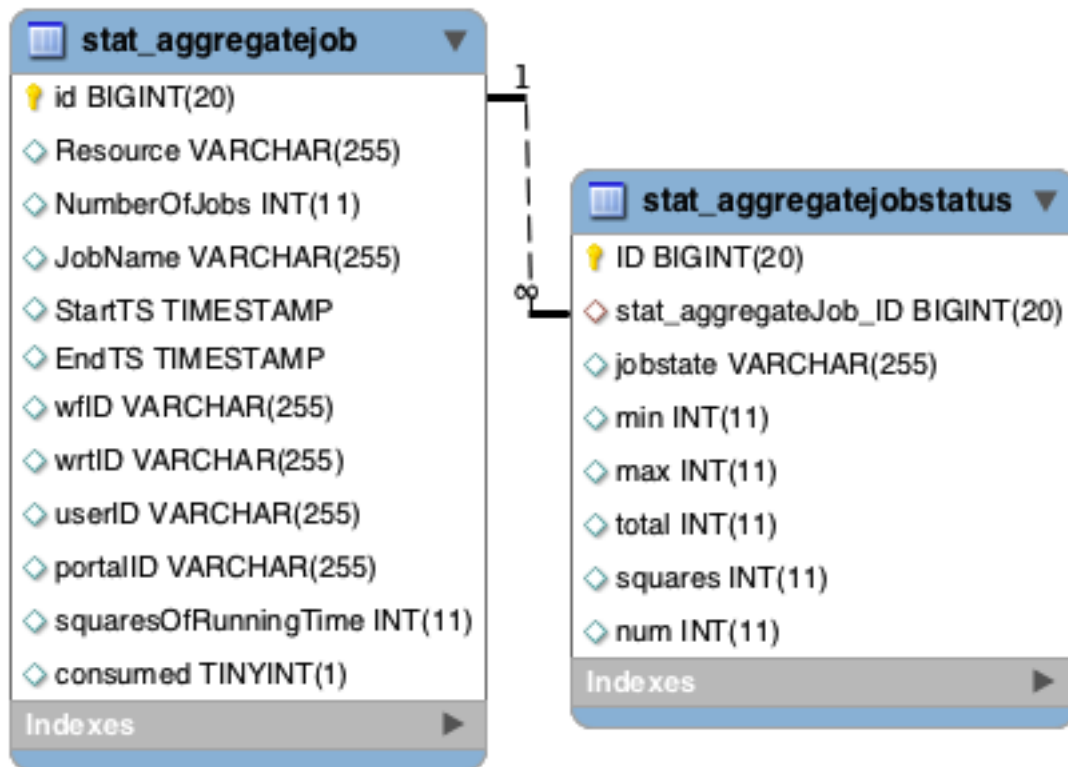 stat_aggregatejob
id BIGINT(20)
Resource VARCHAR(255)
NumberOfJobs INT(11)
JobName VARCHAR(255)
StartTS TIMESTAMP
EndTS TIMESTAMP
wfID VARCHAR(255)
wrtID VARCHAR(255)
userID VARCHAR(255)
portalID VARCHAR(255)
squaresOfRunningTime INT(11)
consumed TINYINT(1)
Indexes
1
∞
stat_aggregatejobstatus
ID BIGINT(20)
stat_aggregateJob_ID BIGINT(20)
jobstate VARCHAR(255)
min INT(11)
max INT(11)
total INT(11)
squares INT(11)
num INT(11)
Indexes